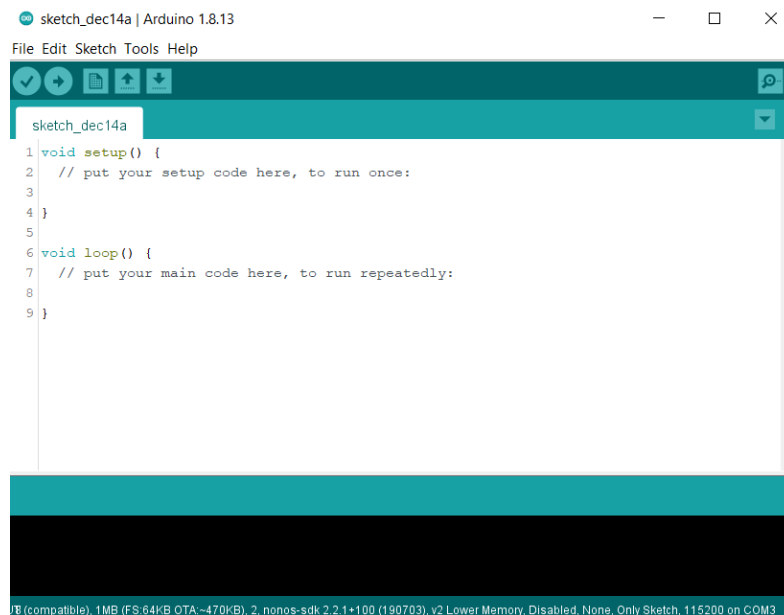 sketch_dec14a | Arduino 1.8.13
File Edit Sketch Tools Help
sketch_dec14a
1 void setup() {
2 // put your setup code here, to run once:
3
4 }
5
6 void loop() {
7 // put your main code here, to run repeatedly:
8
9 }
(compatible), 1MB (FS:64KB OTA:~470KB), 2, nonos-sdk 2.2.1+100 (190703), v2 Lower Memory, Disabled, None, Only Sketch, 115200 on COM3